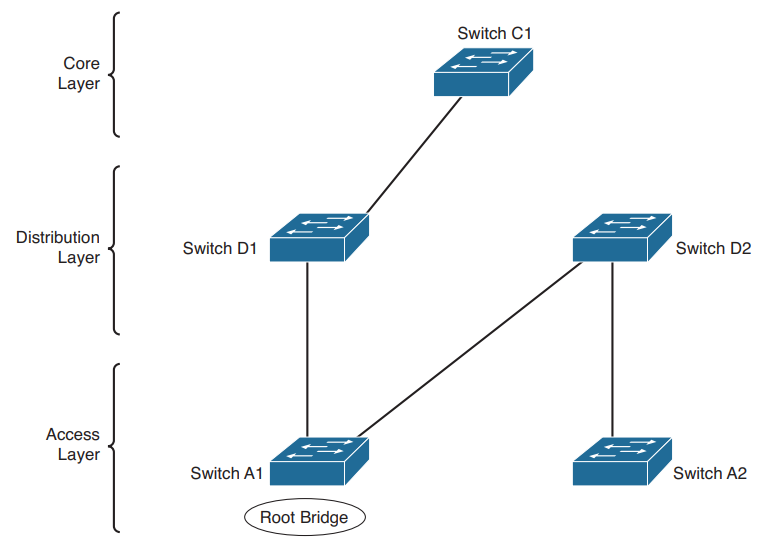 Switch C1
Core
Layer
Distribution
Layer
Switch D1
Switch D2
Access
Layer
Switch A1
Switch A2
Root Bridge